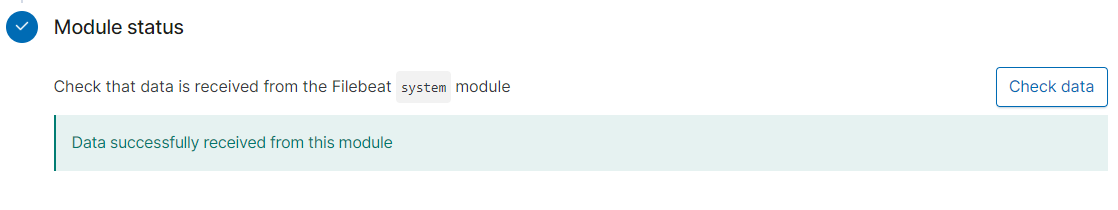 Module status
Check that data is received from the Filebeat system module
Check data
Data successfully received from this module